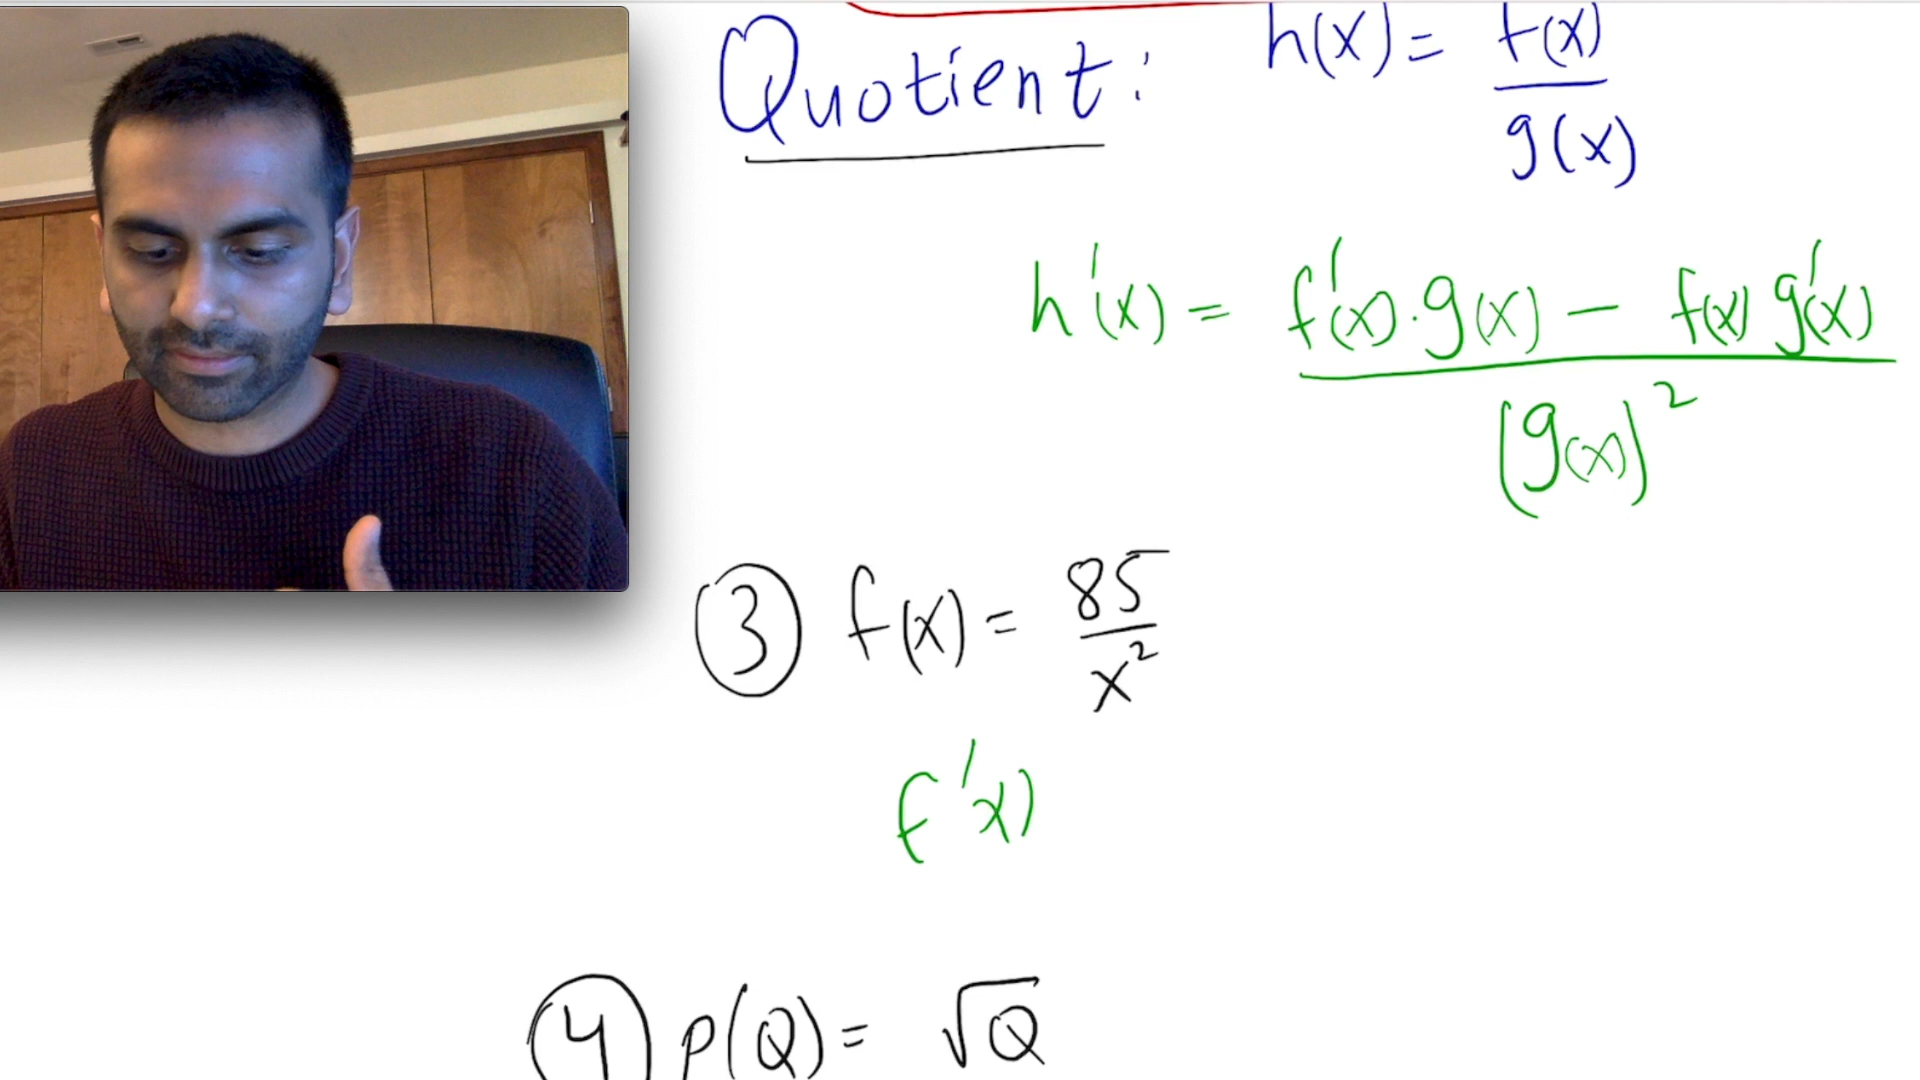 Quotient: h(x) = f(x)/g(x)
h'(x) = f'(x)·g(x) − f(x) g'(x)/(g(x))²
③ f(x) = 85/x²
f'x)
④ p(Q) = √Q